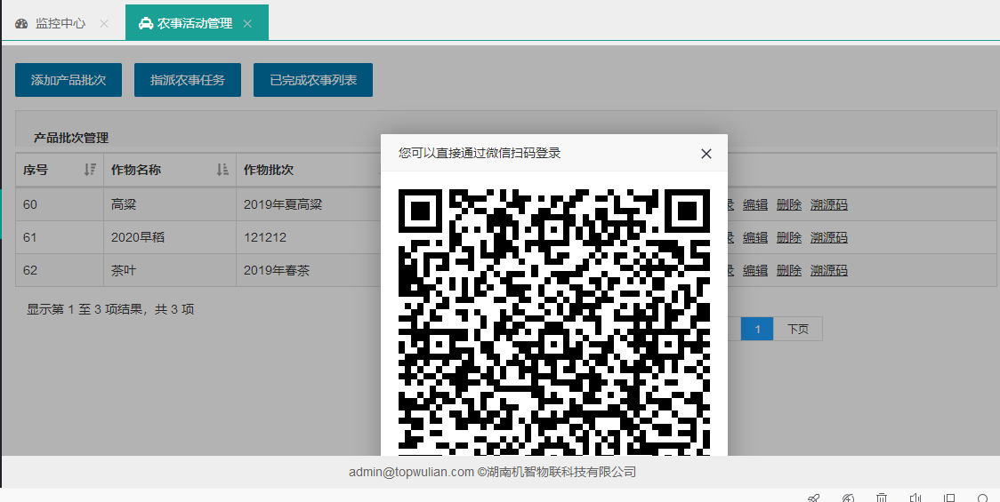 监控中心
农事活动管理
添加产品批次 指派农事任务 已完成农事列表
产品批次管理
您可以直接通过微信扫码登录
序号 作物名称 作物批次
60 高粱 2019年夏高粱 编辑 删除 溯源码
61 2020早稻 121212 编辑 删除 溯源码
62 茶叶 2019年春茶 编辑 删除 溯源码
显示第 1 至 3 项结果，共 3 项
1 下页
admin@topwulian.com ©湖南机智物联科技有限公司